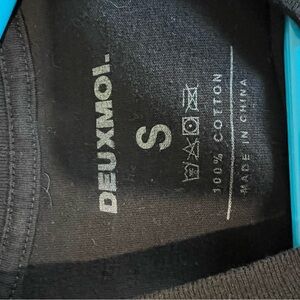 DEUXMOI.
S
100% COTTON
MADE IN CHINA